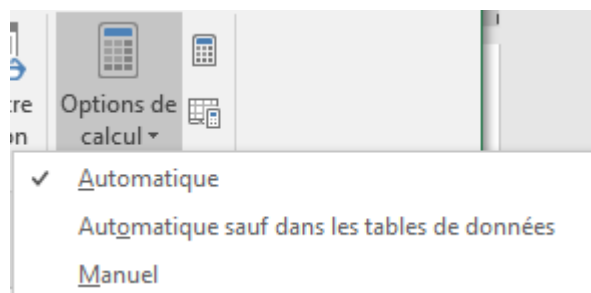 Options de
calcul
Automatique
Automatique sauf dans les tables de données
Manuel